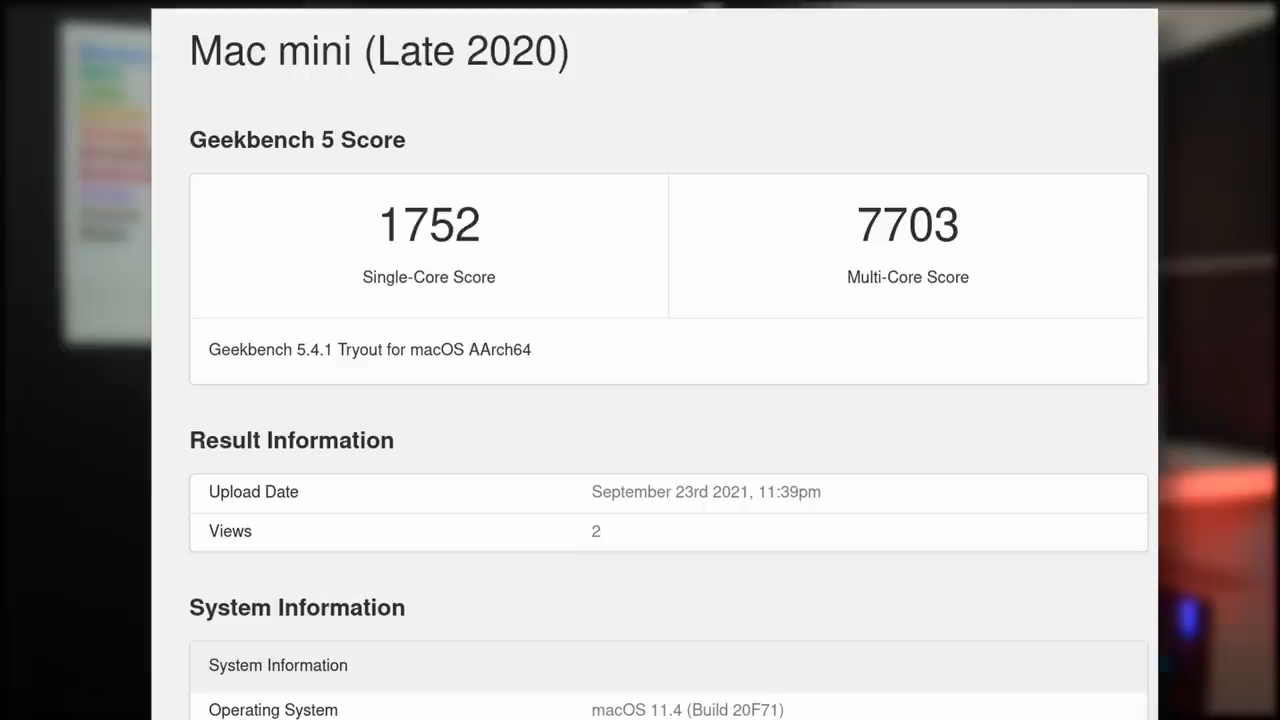 Mac mini (Late 2020)
Geekbench 5 Score
1752
Single-Core Score
7703
Multi-Core Score
Geekbench 5.4.1 Tryout for macOS AArch64
Result Information
Upload Date September 23rd 2021, 11:39pm
Views 2
System Information
System Information
Operating System macOS 11.4 (Build 20F71)